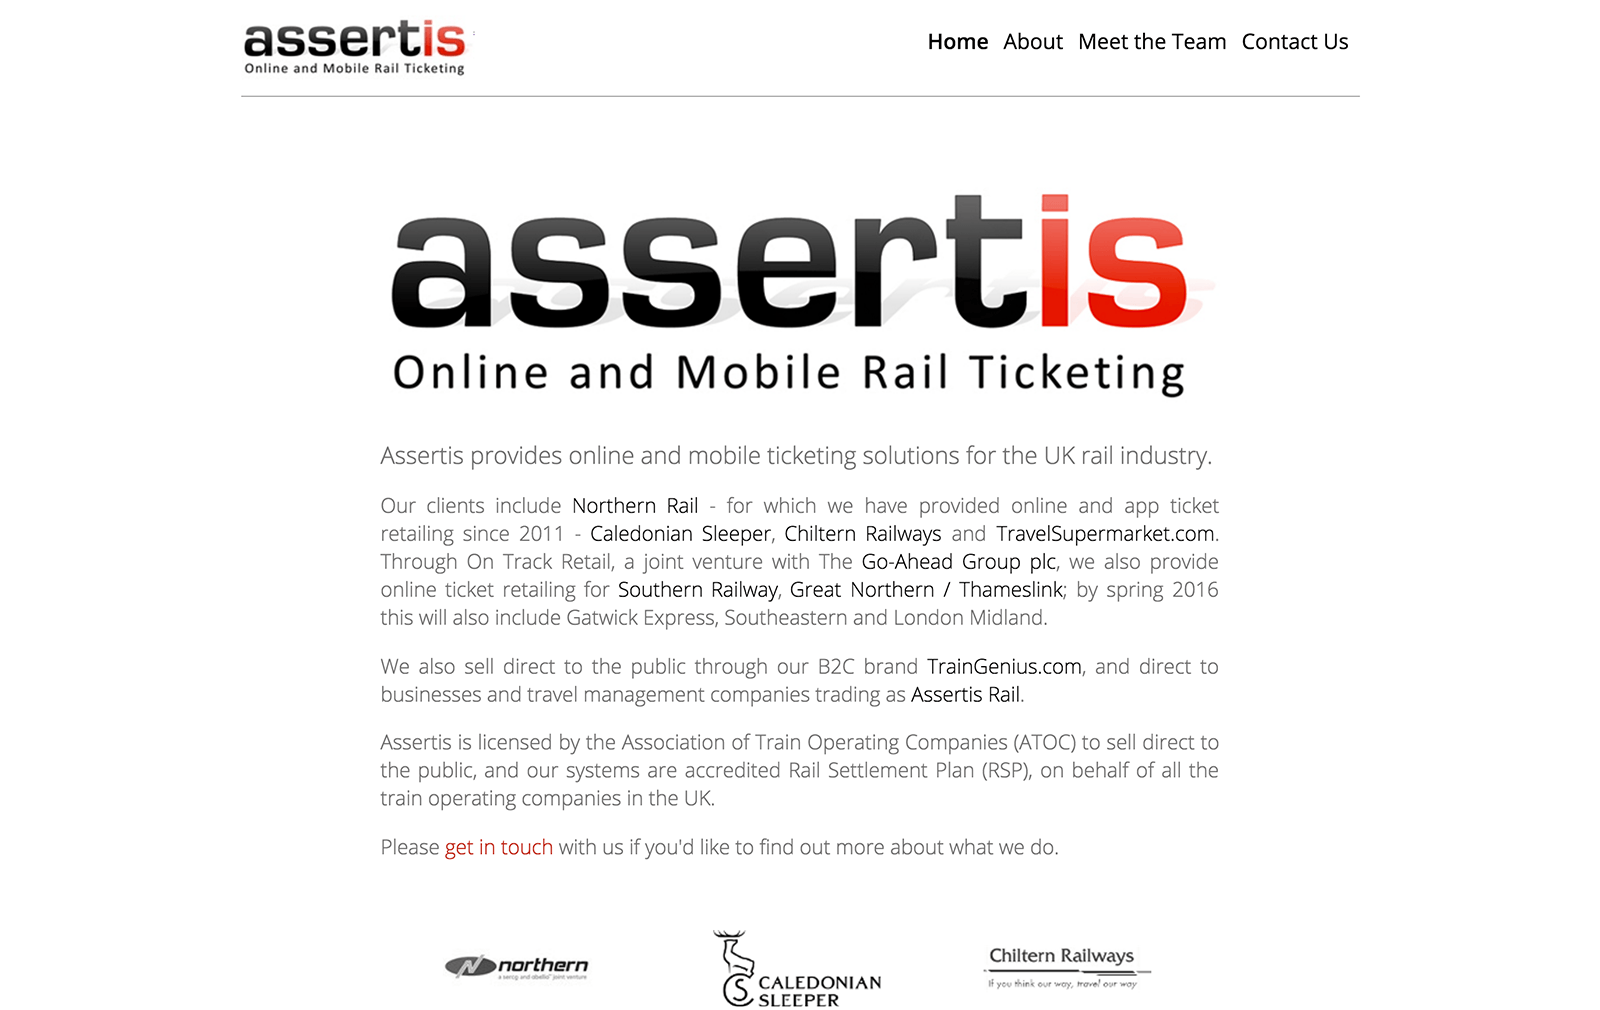 assertis
Online and Mobile Rail Ticketing
Home About Meet the Team Contact Us
assertis
Online and Mobile Rail Ticketing
Assertis provides online and mobile ticketing solutions for the UK rail industry.
Our clients include Northern Rail - for which we have provided online and app ticket
retailing since 2011 - Caledonian Sleeper, Chiltern Railways and TravelSupermarket.com.
Through On Track Retail, a joint venture with The Go-Ahead Group plc, we also provide
online ticket retailing for Southern Railway, Great Northern / Thameslink; by spring 2016
this will also include Gatwick Express, Southeastern and London Midland.
We also sell direct to the public through our B2C brand TrainGenius.com, and direct to
businesses and travel management companies trading as Assertis Rail.
Assertis is licensed by the Association of Train Operating Companies (ATOC) to sell direct to
the public, and our systems are accredited Rail Settlement Plan (RSP), on behalf of all the
train operating companies in the UK.
Please get in touch with us if you'd like to find out more about what we do.
northern
a serco and abellio joint venture
CALEDONIAN
SLEEPER
Chiltern Railways
If you think our way, travel our way